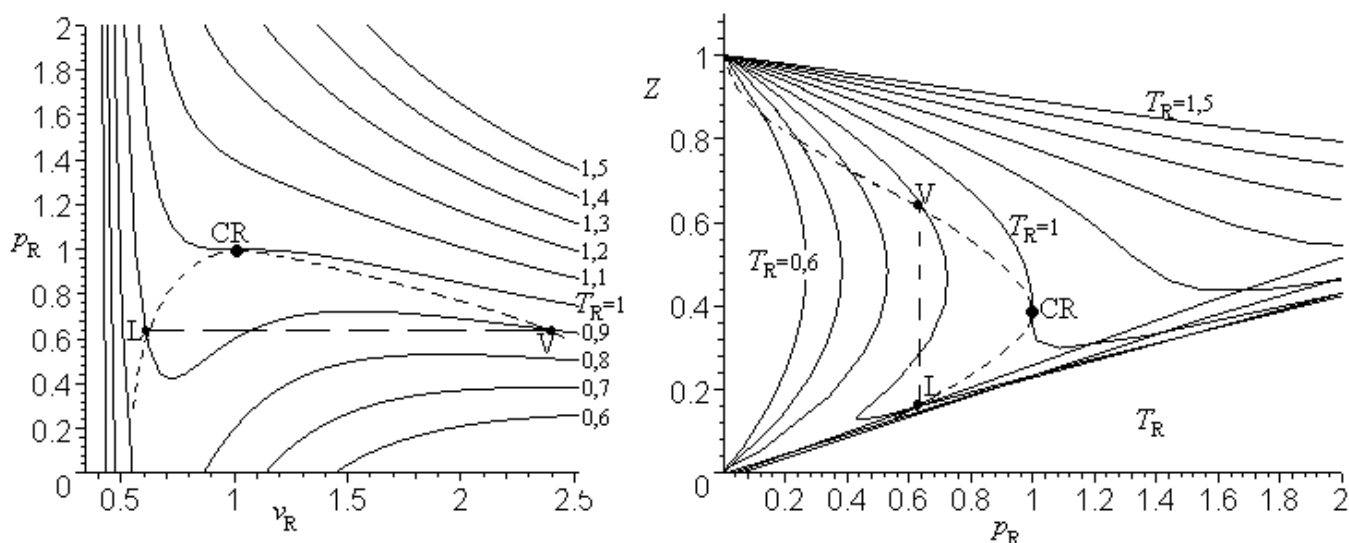 2
1.8
1.6
1.4
1.2
p_R 1
0.8
0.6
0.4
0.2
0
0.5 1 1.5 2 2.5
v_R
CR
L
V
1,5
1,4
1,3
1,2
1,1
T_R=1
0,9
0,8
0,7
0,6
Z
1
0.8
0.6
0.4
0.2
0
0.2 0.4 0.6 0.8 1 1.2 1.4 1.6 1.8 2
p_R
T_R=1,5
V
T_R=1
T_R=0,6
CR
L
T_R